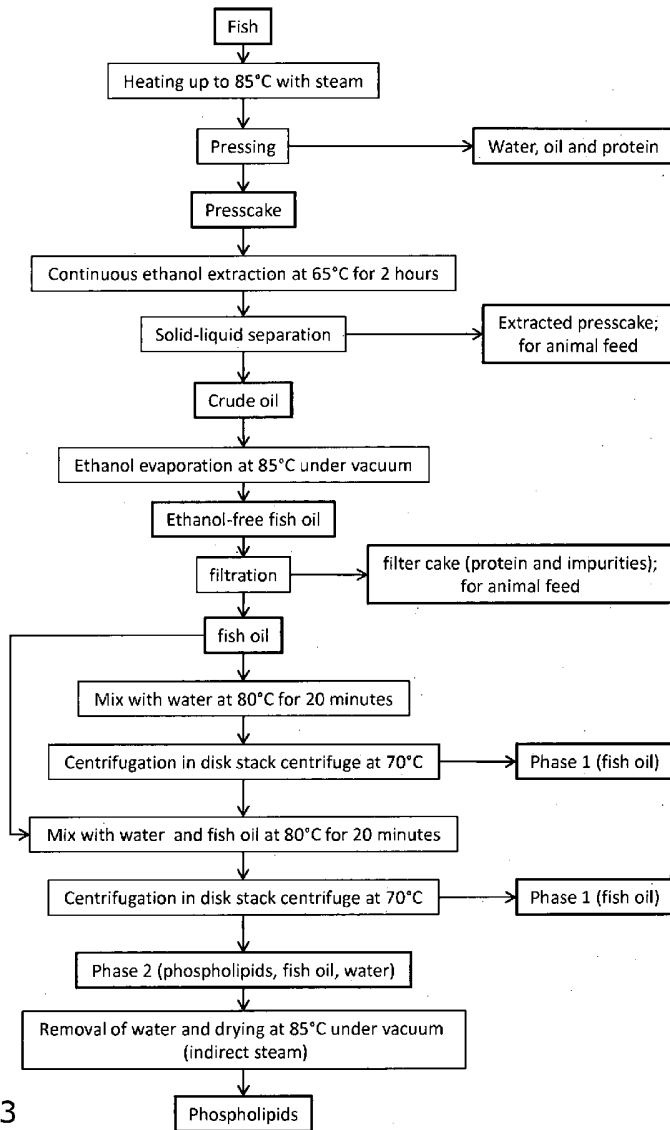 Fish
Heating up to 85°C with steam
Pressing
Water, oil and protein
Presscake
Continuous ethanol extraction at 65°C for 2 hours
Solid-liquid separation
Extracted presscake;
for animal feed
Crude oil
Ethanol evaporation at 85°C under vacuum
Ethanol-free fish oil
filtration
filter cake (protein and impurities);
for animal feed
fish oil
Mix with water at 80°C for 20 minutes
Centrifugation in disk stack centrifuge at 70°C
Phase 1 (fish oil)
Mix with water and fish oil at 80°C for 20 minutes
Centrifugation in disk stack centrifuge at 70°C
Phase 1 (fish oil)
Phase 2 (phospholipids, fish oil, water)
Removal of water and drying at 85°C under vacuum
(indirect steam)
3
Phospholipids